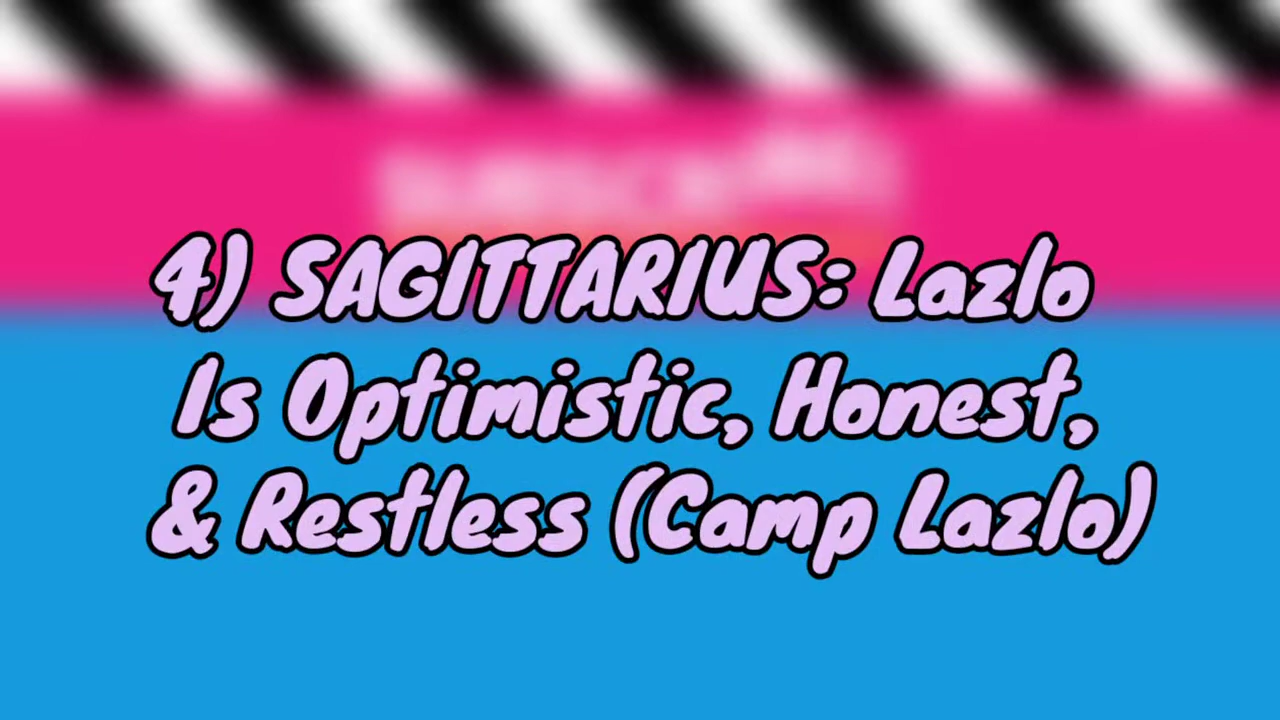 4) SAGITTARIUS: Lazlo
Is Optimistic, Honest,
& Restless (Camp Lazlo)